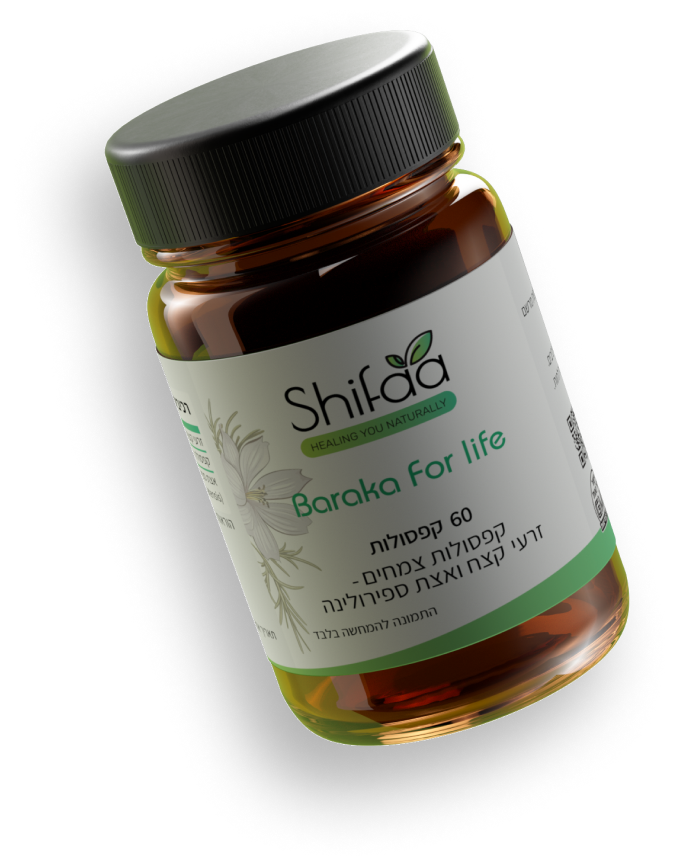 Shifaa
HEALING YOU NATURALLY
Baraka For life
60 קפסולות
קפסולות צמחים -
זרעי קצח ואצת ספירולינה
התמונה להמחשה בלבד